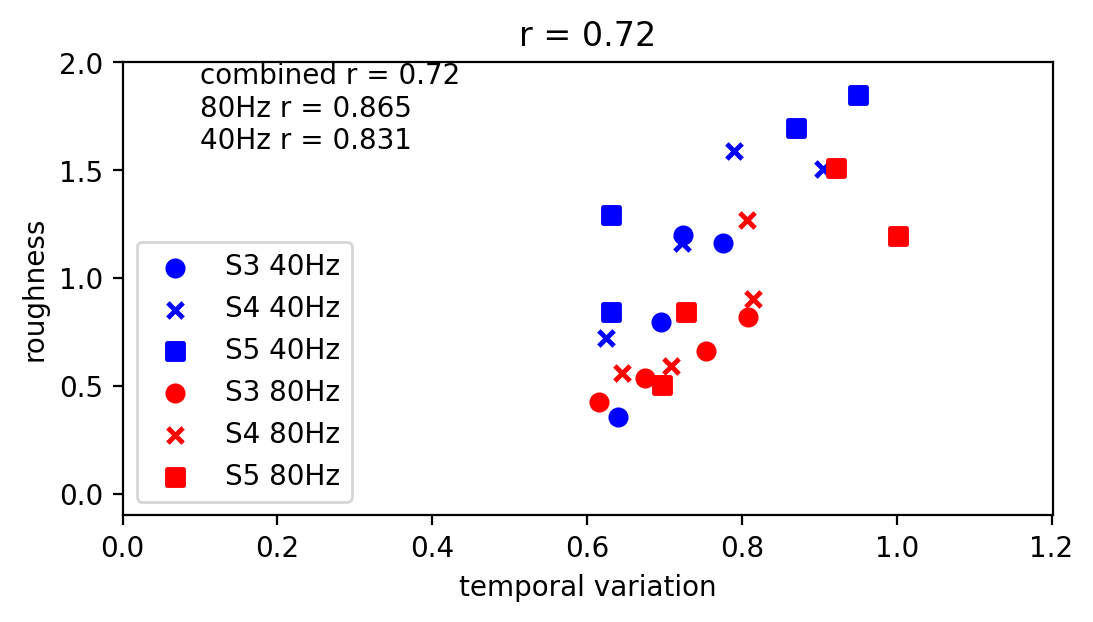 r = 0.72
combined r = 0.72
80Hz r = 0.865
40Hz r = 0.831
2.0
1.5
1.0
0.5
0.0
roughness
S3 40Hz
S4 40Hz
S5 40Hz
S3 80Hz
S4 80Hz
S5 80Hz
0.0 0.2 0.4 0.6 0.8 1.0 1.2
temporal variation